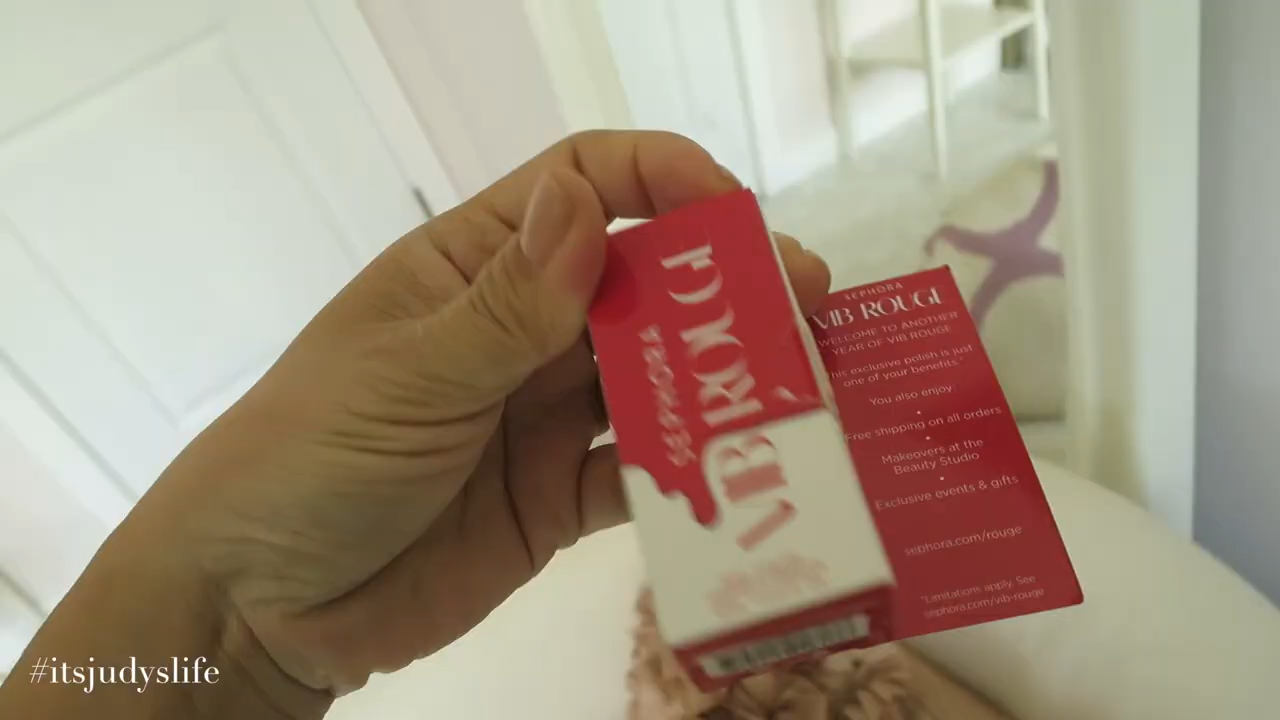 SEPHORA
VIB ROUGE
SEPHORA
VIB ROUGE
WELCOME TO ANOTHER
YEAR OF VIB ROUGE
This exclusive polish is just
one of your benefits.*
You also enjoy
•
Free shipping on all orders
•
Makeovers at the
Beauty Studio
•
Exclusive events & gifts
sephora.com/rouge
*Limitations apply. See
sephora.com/vib-rouge
#itsjudyslife